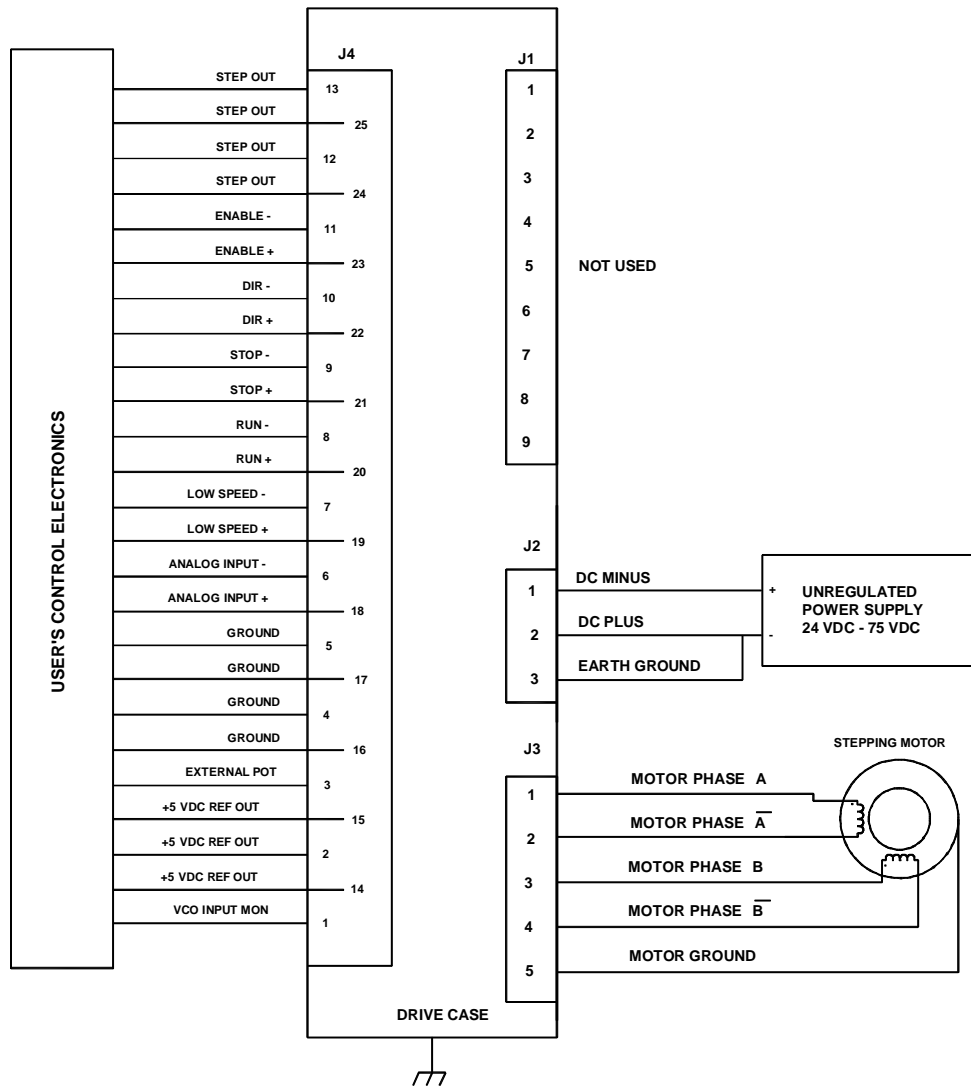 J4
J1
STEP OUT
13
STEP OUT
25
STEP OUT
12
STEP OUT
24
ENABLE -
11
ENABLE +
23
DIR -
10
DIR +
22
STOP -
9
STOP +
21
RUN -
8
RUN +
20
LOW SPEED -
7
LOW SPEED +
19
ANALOG INPUT -
6
ANALOG INPUT +
18
GROUND
5
GROUND
17
GROUND
4
GROUND
16
EXTERNAL POT
3
+5 VDC REF OUT
15
+5 VDC REF OUT
2
+5 VDC REF OUT
14
VCO INPUT MON
1
USER'S CONTROL ELECTRONICS
1
2
3
4
5
6
7
8
9
NOT USED
J2
1
DC MINUS
2
DC PLUS
3
EARTH GROUND
+
-
UNREGULATED
POWER SUPPLY
24 VDC - 75 VDC
J3
STEPPING MOTOR
1
MOTOR PHASE A
2
MOTOR PHASE A̅
3
MOTOR PHASE B
4
MOTOR PHASE B̅
5
MOTOR GROUND
DRIVE CASE